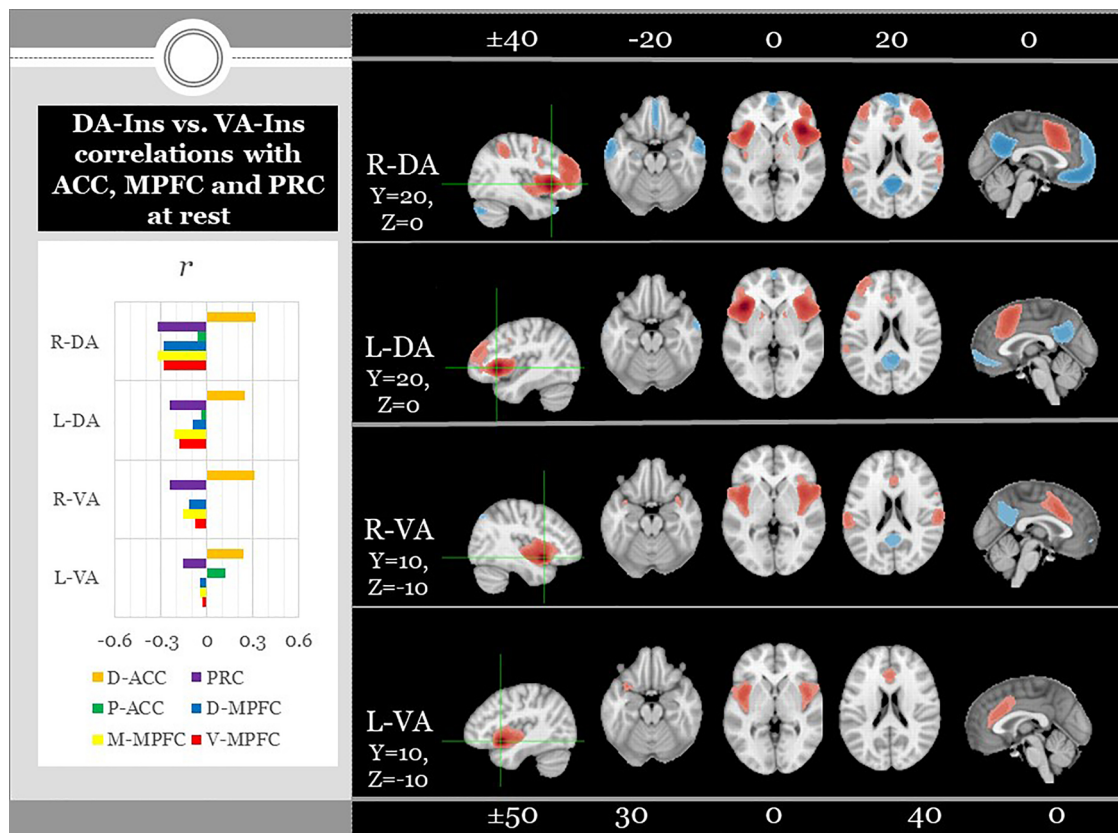 DA-Ins vs. VA-Ins
correlations with
ACC, MPFC and PRC
at rest
r
R-DA
L-DA
R-VA
L-VA
-0.6 -0.3 0 0.3 0.6
D-ACC PRC
P-ACC D-MPFC
M-MPFC V-MPFC
±40 -20 0 20 0
R-DA
Y=20,
Z=0
L-DA
Y=20,
Z=0
R-VA
Y=10,
Z=-10
L-VA
Y=10,
Z=-10
±50 30 0 40 0